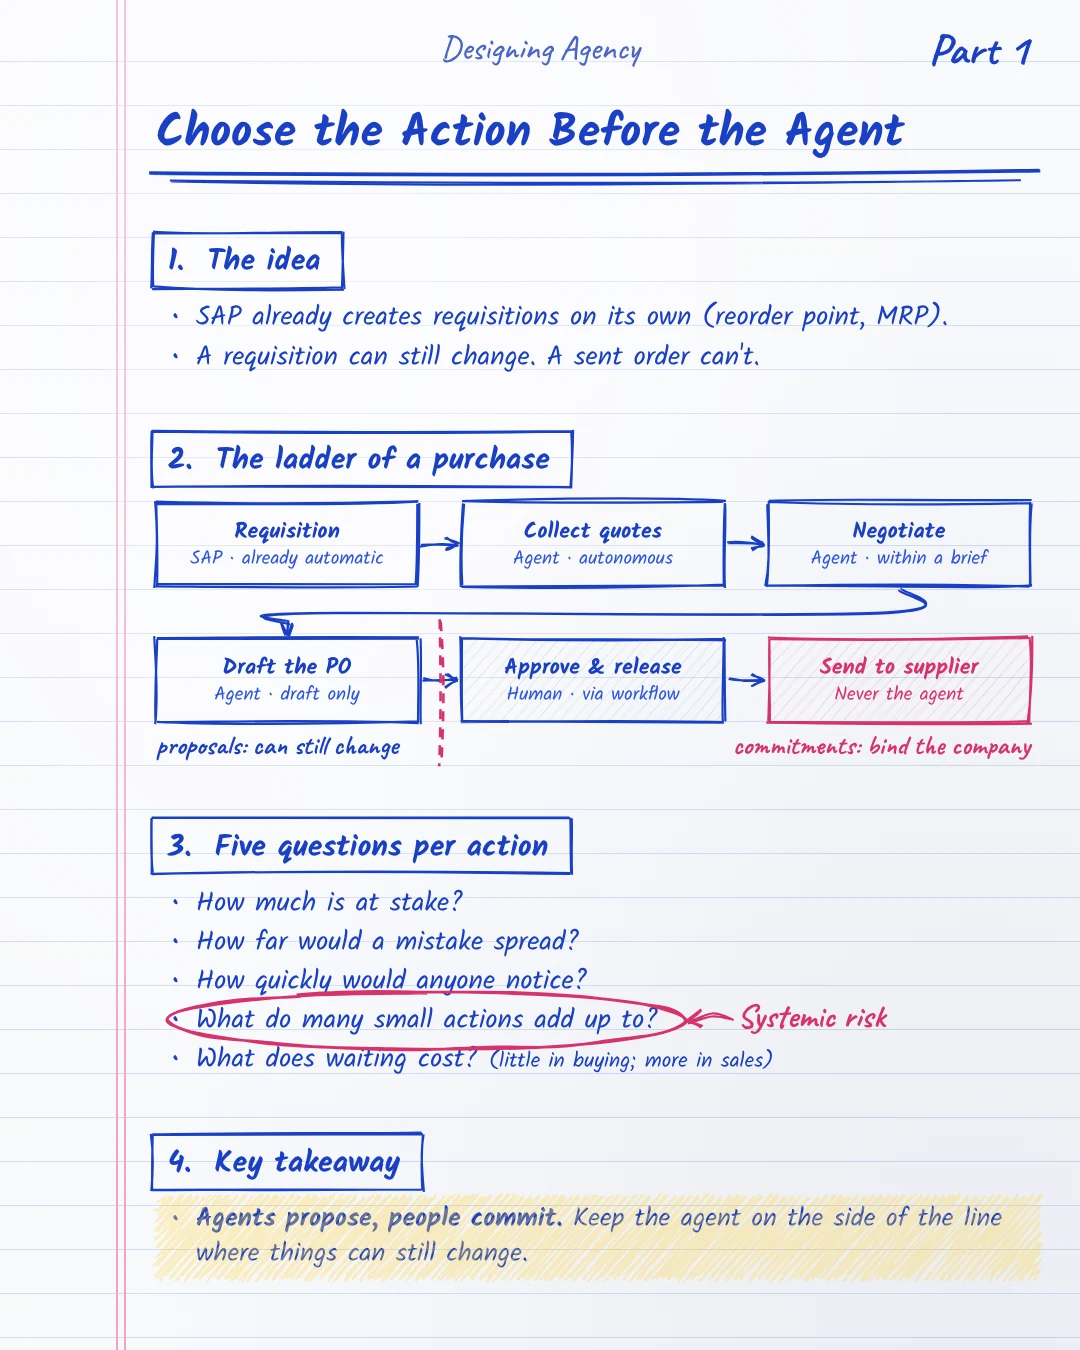 Designing Agency
Part 1
Choose the Action Before the Agent
1. The idea
· SAP already creates requisitions on its own (reorder point, MRP).
· A requisition can still change. A sent order can't.
2. The ladder of a purchase
Requisition
SAP · already automatic
Collect quotes
Agent · autonomous
Negotiate
Agent · within a brief
Draft the PO
Agent · draft only
Approve & release
Human · via workflow
Send to supplier
Never the agent
proposals: can still change
commitments: bind the company
3. Five questions per action
· How much is at stake?
· How far would a mistake spread?
· How quickly would anyone notice?
· What do many small actions add up to?
Systemic risk
· What does waiting cost? (little in buying; more in sales)
4. Key takeaway
· Agents propose, people commit. Keep the agent on the side of the line
where things can still change.